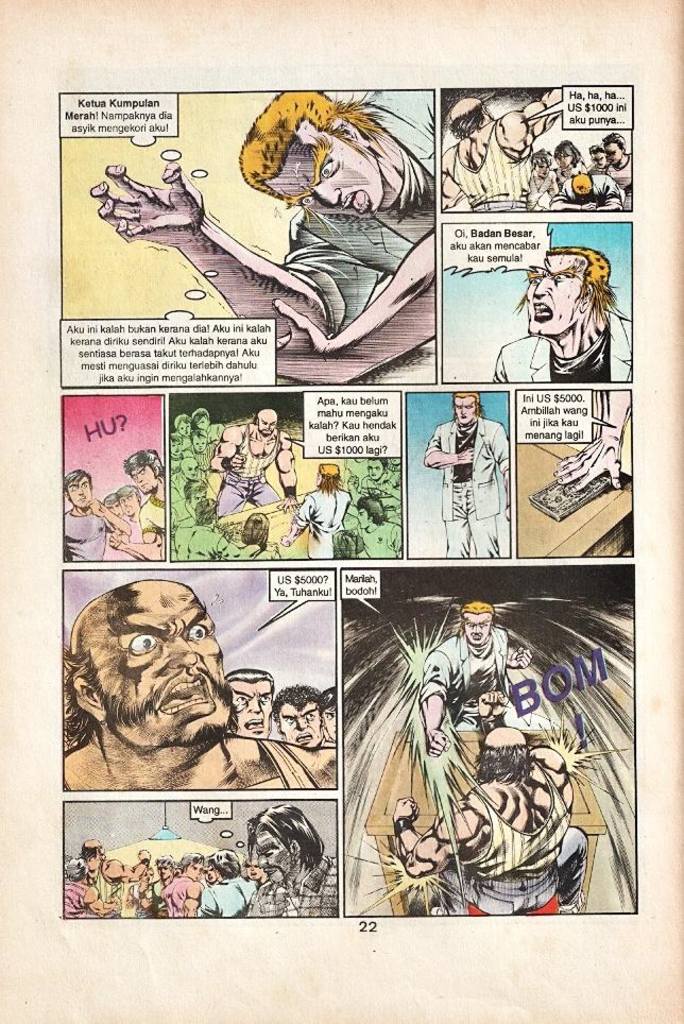 Ketua Kumpulan
Merah! Nampaknya dia
asyik mengekori aku!
Aku ini kalah bukan kerana dia! Aku ini kalah
kerana diriku sendiri! Aku kalah kerana aku
sentiasa berasa takut terhadapnya! Aku
mesti menguasai diriku terlebih dahulu
jika aku ingin mengalahkannya!
Ha, ha, ha...
US $1000 ini
aku punya...
Oi, Badan Besar,
aku akan mencabar
kau semula!
HU?
Apa, kau belum
mahu mengaku
kalah? Kau hendak
berikan aku
US $1000 lagi?
Ini US $5000.
Ambillah wang
ini jika kau
menang lagi!
US $5000?
Ya, Tuhanku!
Marilah,
bodoh!
BOM
!
Wang...
22